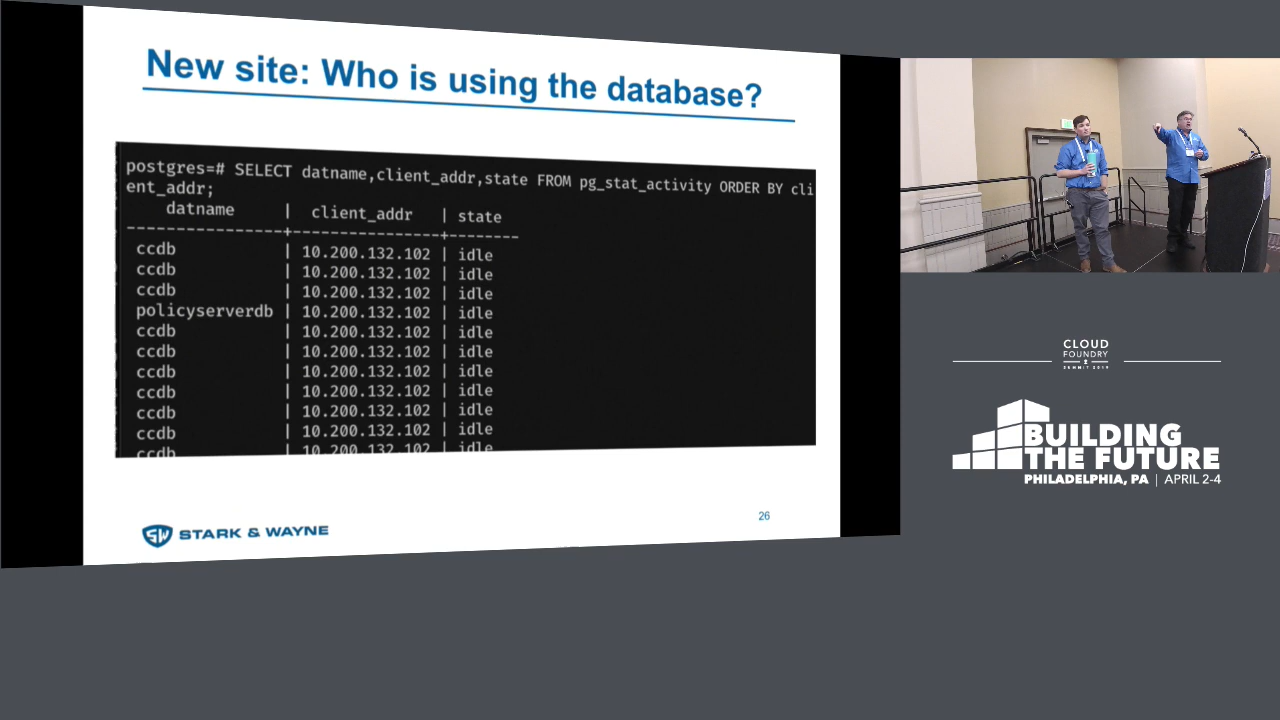 New site: Who is using the database?
postgres=# SELECT datname,client_addr,state FROM pg_stat_activity ORDER BY cli
ent_addr;
datname | client_addr | state
----------------+---------------+--------
ccdb | 10.200.132.102 | idle
ccdb | 10.200.132.102 | idle
ccdb | 10.200.132.102 | idle
policyserverdb | 10.200.132.102 | idle
ccdb | 10.200.132.102 | idle
ccdb | 10.200.132.102 | idle
ccdb | 10.200.132.102 | idle
ccdb | 10.200.132.102 | idle
ccdb | 10.200.132.102 | idle
ccdb | 10.200.132.102 | idle
ccdb | 10.200.132.102 | idle
SW STARK & WAYNE
26
CLOUD
FOUNDRY
SUMMIT 2019
BUILDING
THE FUTURE
PHILADELPHIA, PA | APRIL 2-4